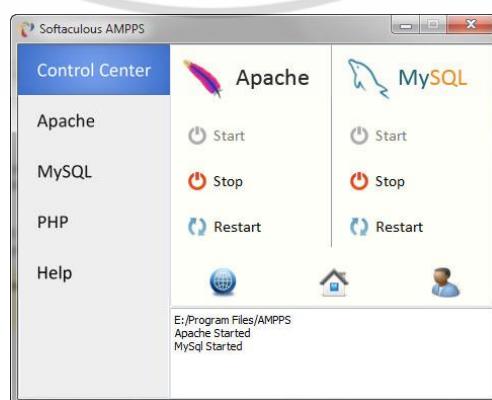 Softaculous AMPPS
Control Center
Apache
MySQL
PHP
Help
Apache
Start
Stop
Restart
MySQL
Start
Stop
Restart
E:/Program Files/AMPPS
Apache Started
MySql Started